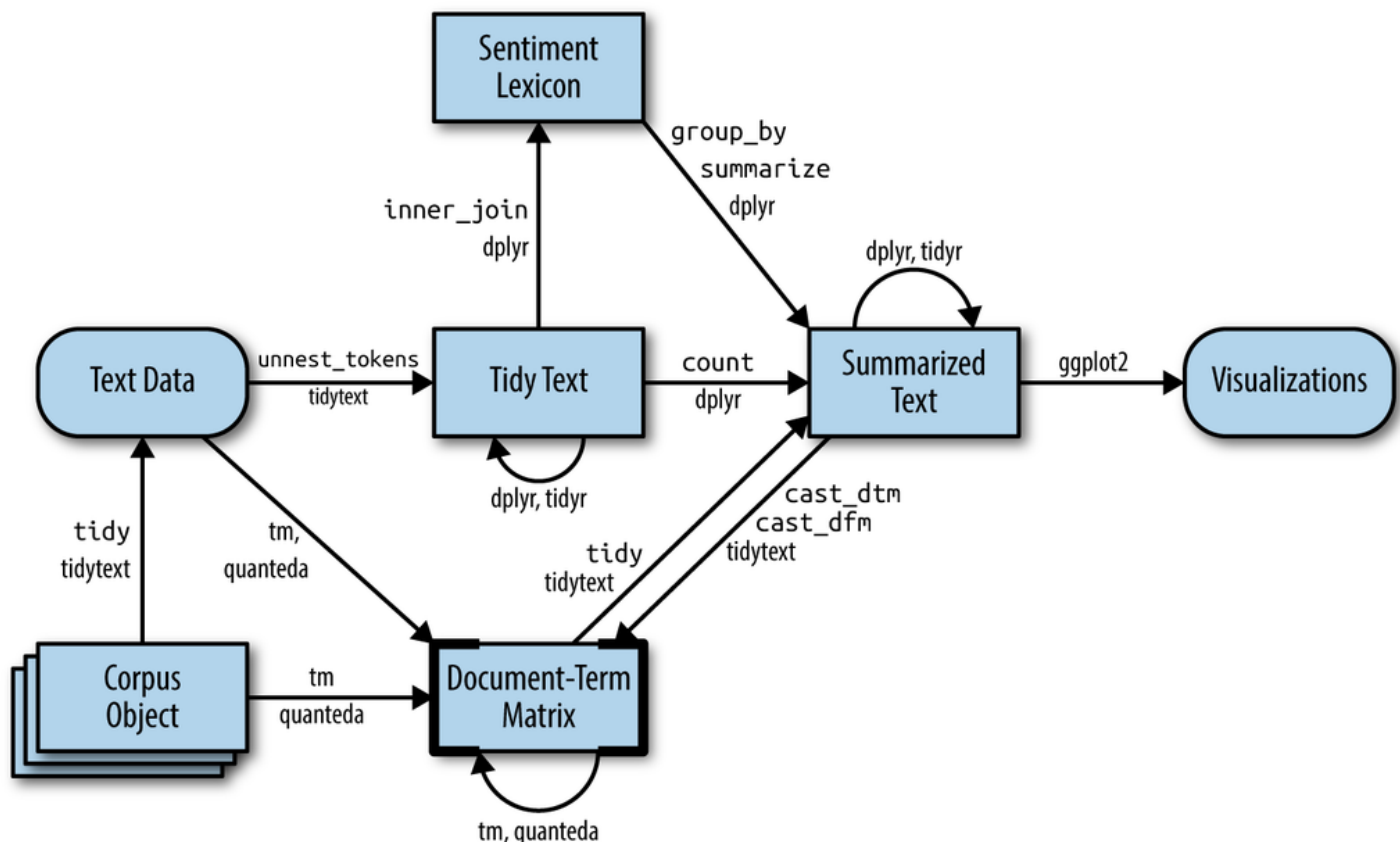 Sentiment
Lexicon
group_by
summarize
dplyr
inner_join
dplyr
dplyr, tidyr
Text Data
unnest_tokens
tidytext
Tidy Text
count
dplyr
Summarized
Text
ggplot2
Visualizations
dplyr, tidyr
tidy
tidytext
tm,
quanteda
tidy
tidytext
cast_dtm
cast_dfm
tidytext
Corpus
Object
tm
quanteda
Document-Term
Matrix
tm, quanteda